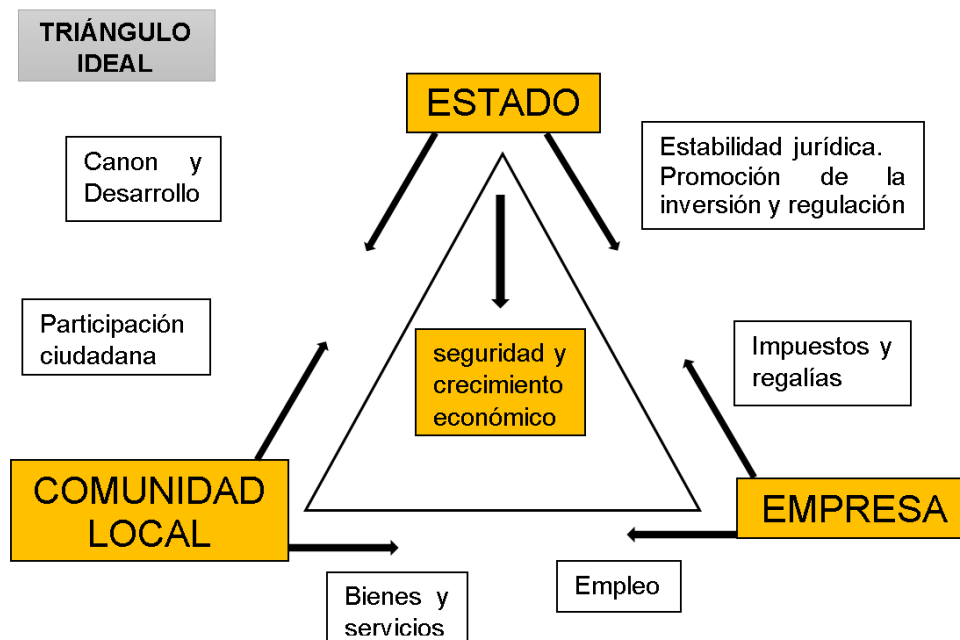 TRIÁNGULO
IDEAL
ESTADO
Canon y
Desarrollo
Estabilidad jurídica.
Promoción de la
inversión y regulación
Participación
ciudadana
seguridad y
crecimiento
económico
Impuestos y
regalías
COMUNIDAD
LOCAL
EMPRESA
Bienes y
servicios
Empleo